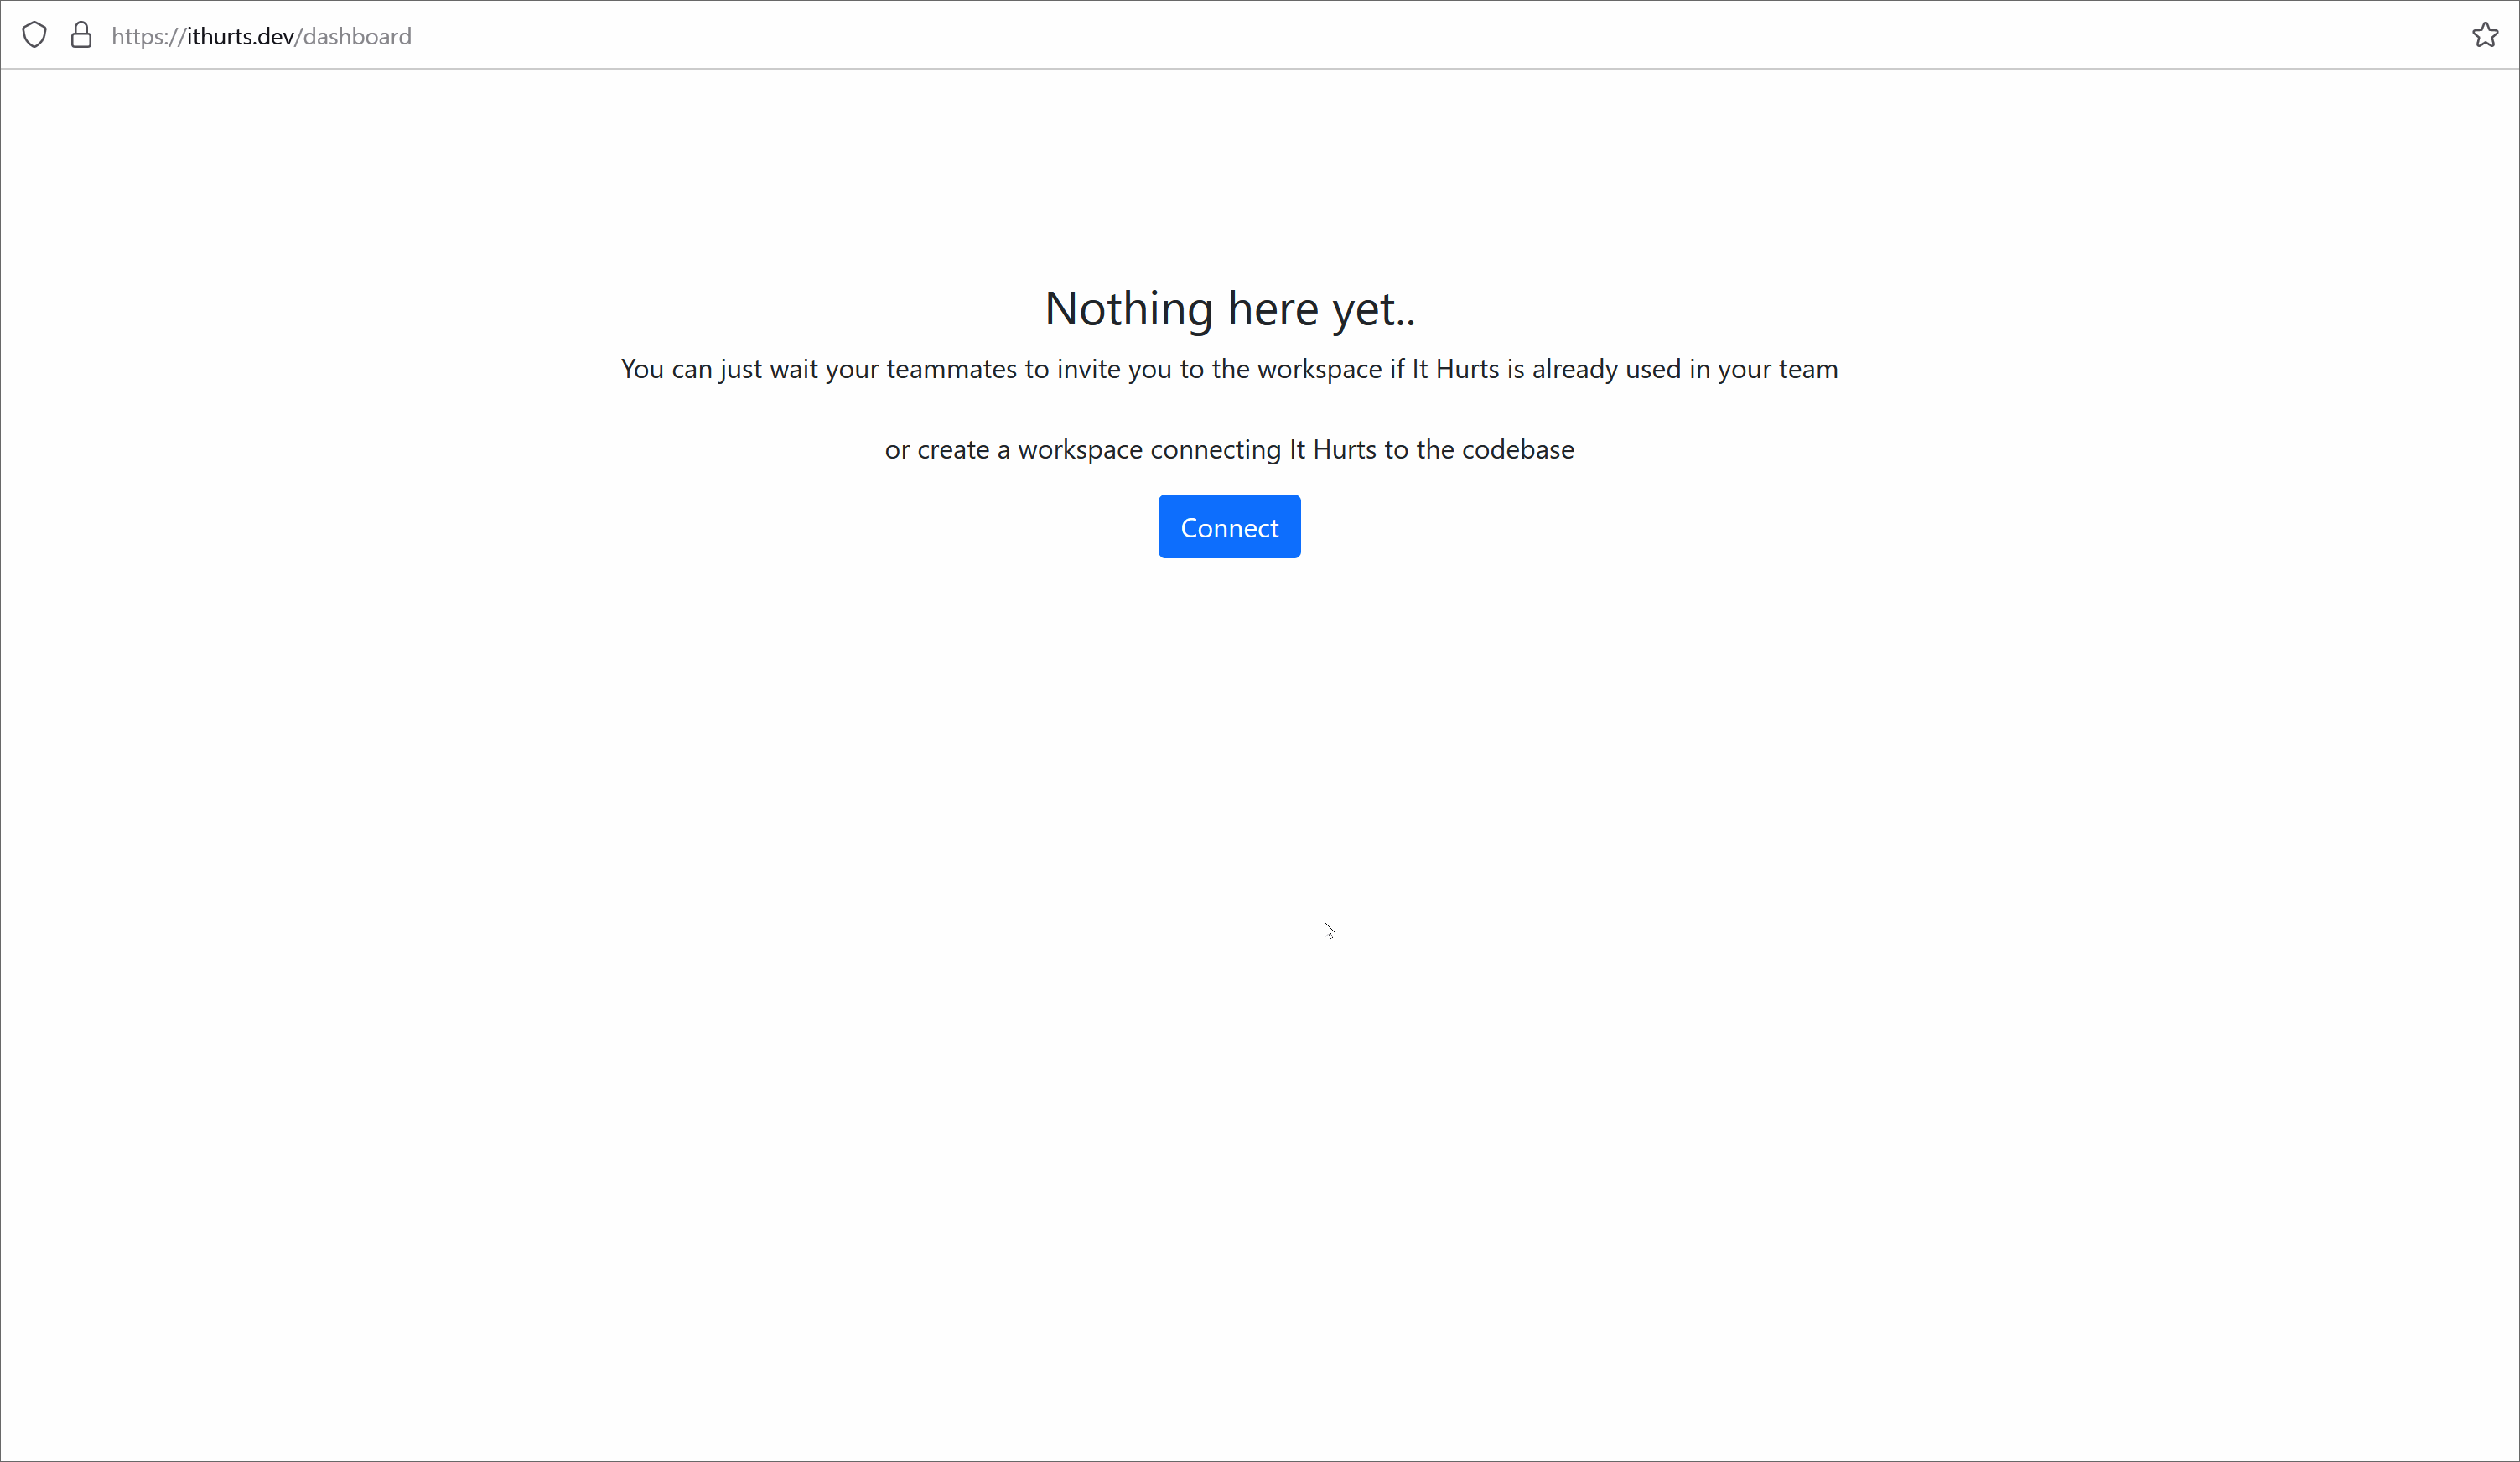 https://ithurts.dev/dashboard
Nothing here yet..
You can just wait your teammates to invite you to the workspace if It Hurts is already used in your team
or create a workspace connecting It Hurts to the codebase
Connect